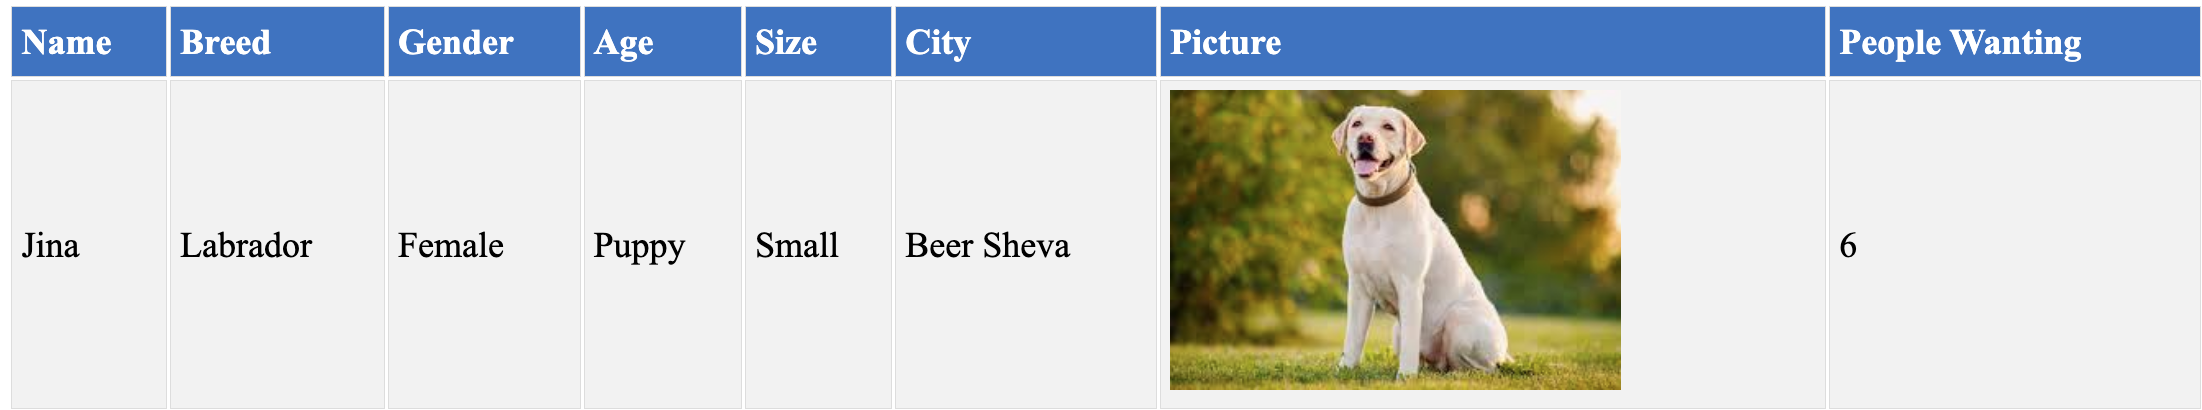 Name Breed Gender Age Size City Picture People Wanting
Jina Labrador Female Puppy Small Beer Sheva 6